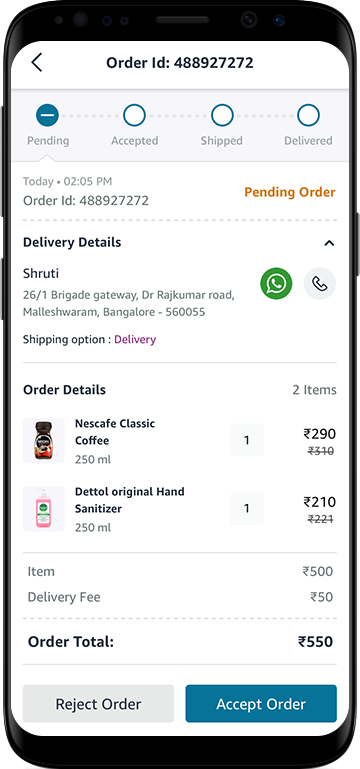 Order Id: 488927272
Pending
Accepted
Shipped
Delivered
Today • 02:05 PM
Order Id: 488927272
Pending Order
Delivery Details
Shruti
26/1 Brigade gateway, Dr Rajkumar road,
Malleshwaram, Bangalore - 560055
Shipping option : Delivery
Order Details
2 Items
Nescafe Classic
Coffee
250 ml
1
₹290
₹310
Dettol original Hand
Sanitizer
250 ml
1
₹210
₹221
Item ₹500
Delivery Fee ₹50
Order Total: ₹550
Reject Order
Accept Order